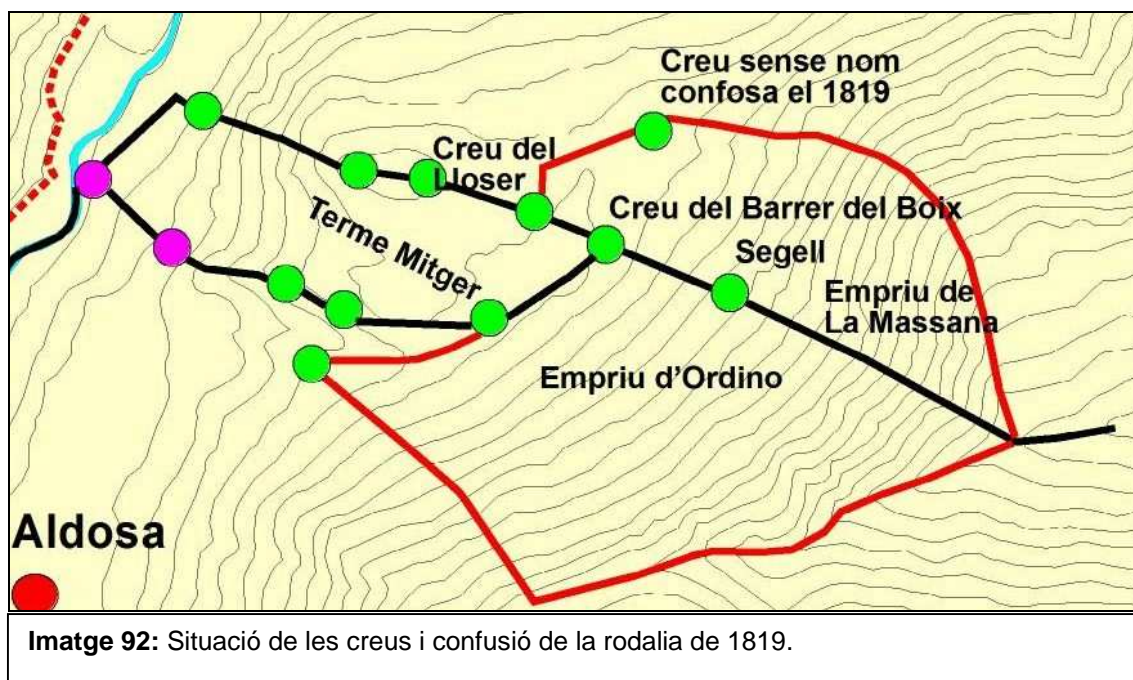 Creu sense nom
confosa el 1819
Creu del
Lloser
Creu del Barrer del Boix
Terme Mitger
Segell
Empriu de
La Massana
Empriu d'Ordino
Aldosa
Imatge 92: Situació de les creus i confusió de la rodalia de 1819.